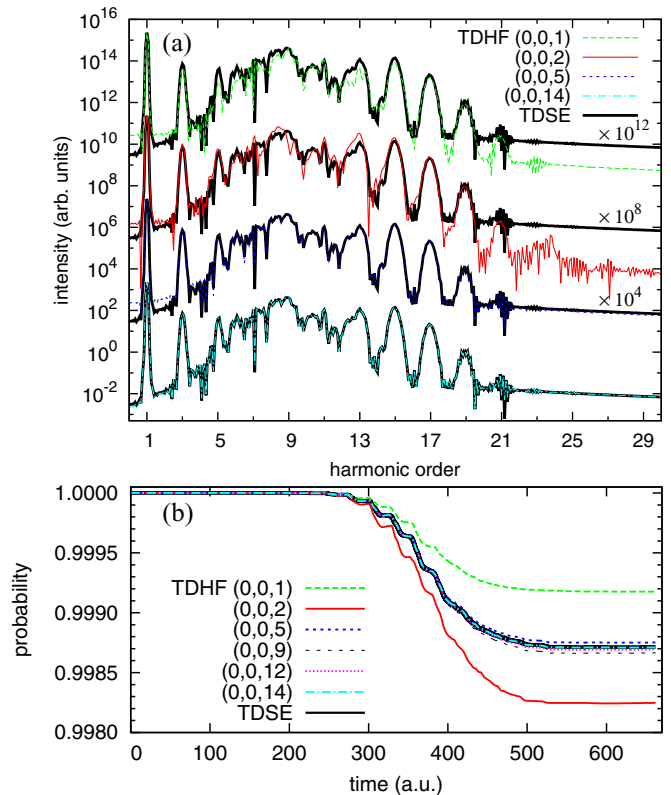 (a)
TDHF (0,0,1)
(0,0,2)
(0,0,5)
(0,0,14)
TDSE
× 10^12
× 10^8
× 10^4
intensity (arb. units)
10^16
10^14
10^12
10^10
10^8
10^6
10^4
10^2
10^0
10^-2
1 5 9 13 17 21 25 29
harmonic order
(b)
probability
1.0000
0.9995
0.9990
0.9985
0.9980
TDHF (0,0,1)
(0,0,2)
(0,0,5)
(0,0,9)
(0,0,12)
(0,0,14)
TDSE
0 100 200 300 400 500 600
time (a.u.)